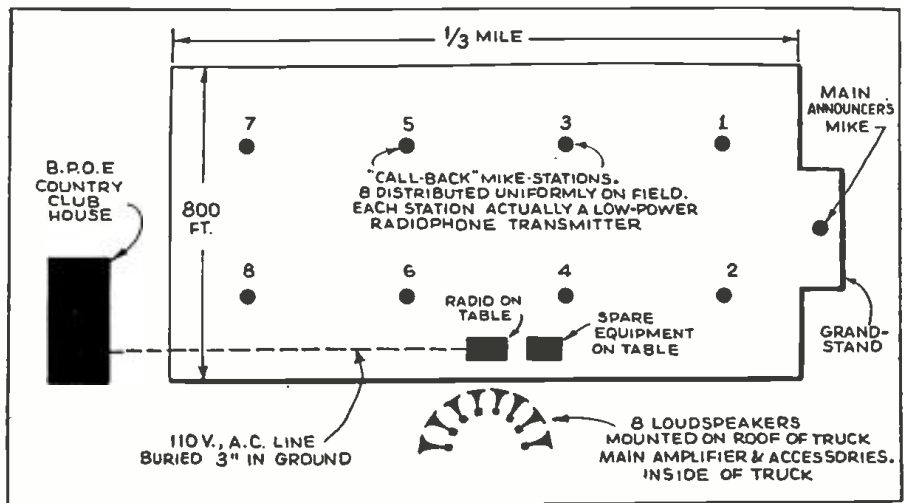 1/3 MILE
MAIN
ANNOUNCER'S
MIKE
7
5
3
1
B.P.O.E
COUNTRY
CLUB
HOUSE
"CALL-BACK" MIKE-STATIONS.
8 DISTRIBUTED UNIFORMLY ON FIELD.
EACH STATION ACTUALLY A LOW-POWER
RADIOPHONE TRANSMITTER
800
FT.
8
6
4
2
RADIO ON
TABLE
SPARE
EQUIPMENT
ON TABLE
GRAND-
STAND
110 V., A.C. LINE
BURIED 3" IN GROUND
8 LOUDSPEAKERS
MOUNTED ON ROOF OF TRUCK
MAIN AMPLIFIER & ACCESSORIES.
INSIDE OF TRUCK